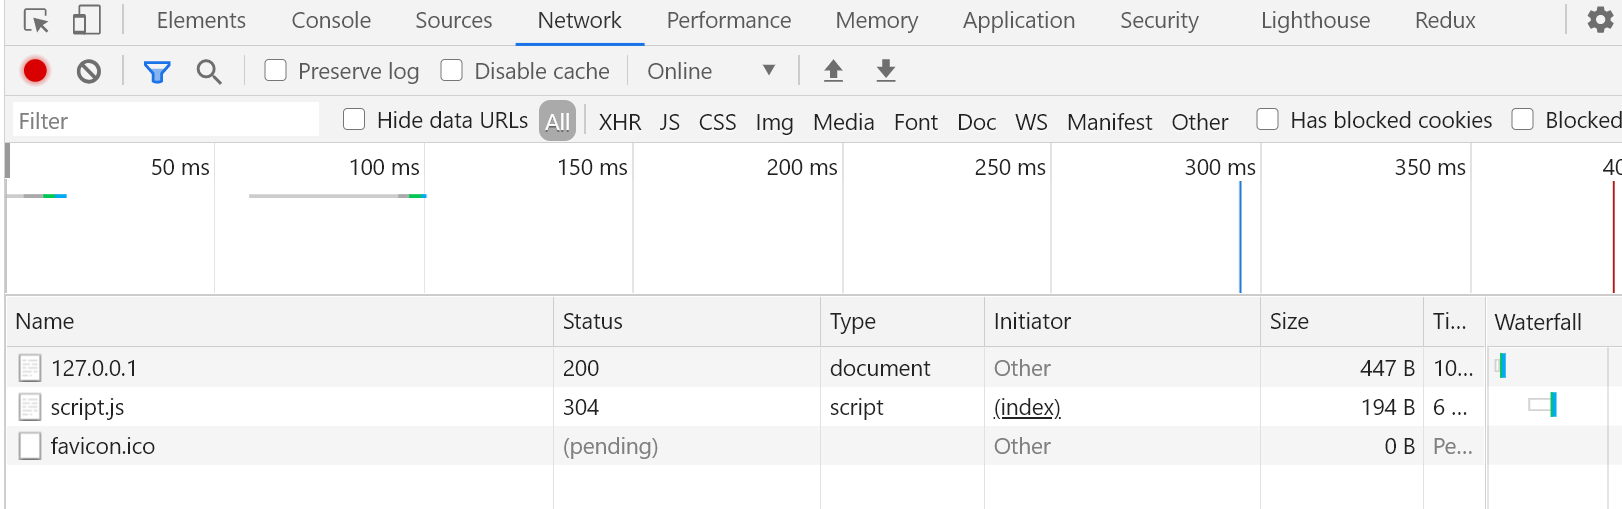 Elements Console Sources Network Performance Memory Application Security Lighthouse Redux
Preserve log Disable cache Online
Filter Hide data URLs All XHR JS CSS Img Media Font Doc WS Manifest Other Has blocked cookies Blocked
50 ms 100 ms 150 ms 200 ms 250 ms 300 ms 350 ms 40
Name Status Type Initiator Size Ti... Waterfall
127.0.0.1 200 document Other 447 B 10...
script.js 304 script (index) 194 B 6 ...
favicon.ico (pending) Other 0 B Pe...